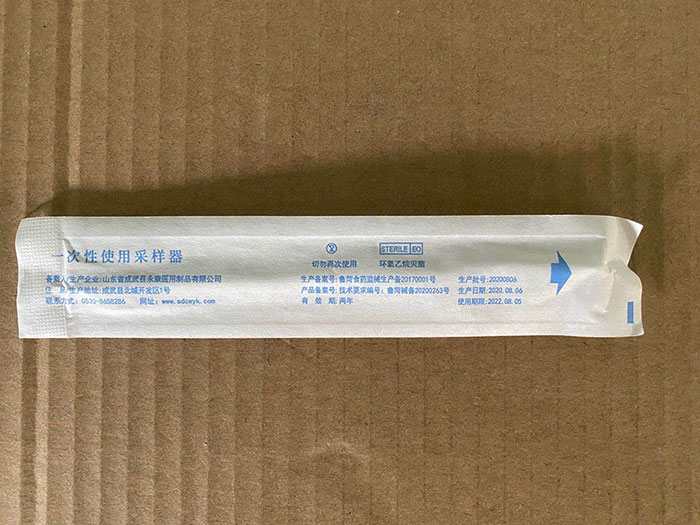 一次性使用采样器
备案人/生产企业:山东省成武县永康医用制品有限公司
住 所/生产地址:成武县北城开发区1号
联系方式: 0530-8658286 网址: www.sdcwyk.com
切勿再次使用
STERILE EO
环氧乙烷灭菌
生产备案号: 鲁菏食药监械生产备20170001号
产品备案号: 技术要求编号: 鲁菏械备20200263号
有 效 期: 两年
生产批号: 20200806
生产日期: 2020.08.06
使用期限: 2022.08.05